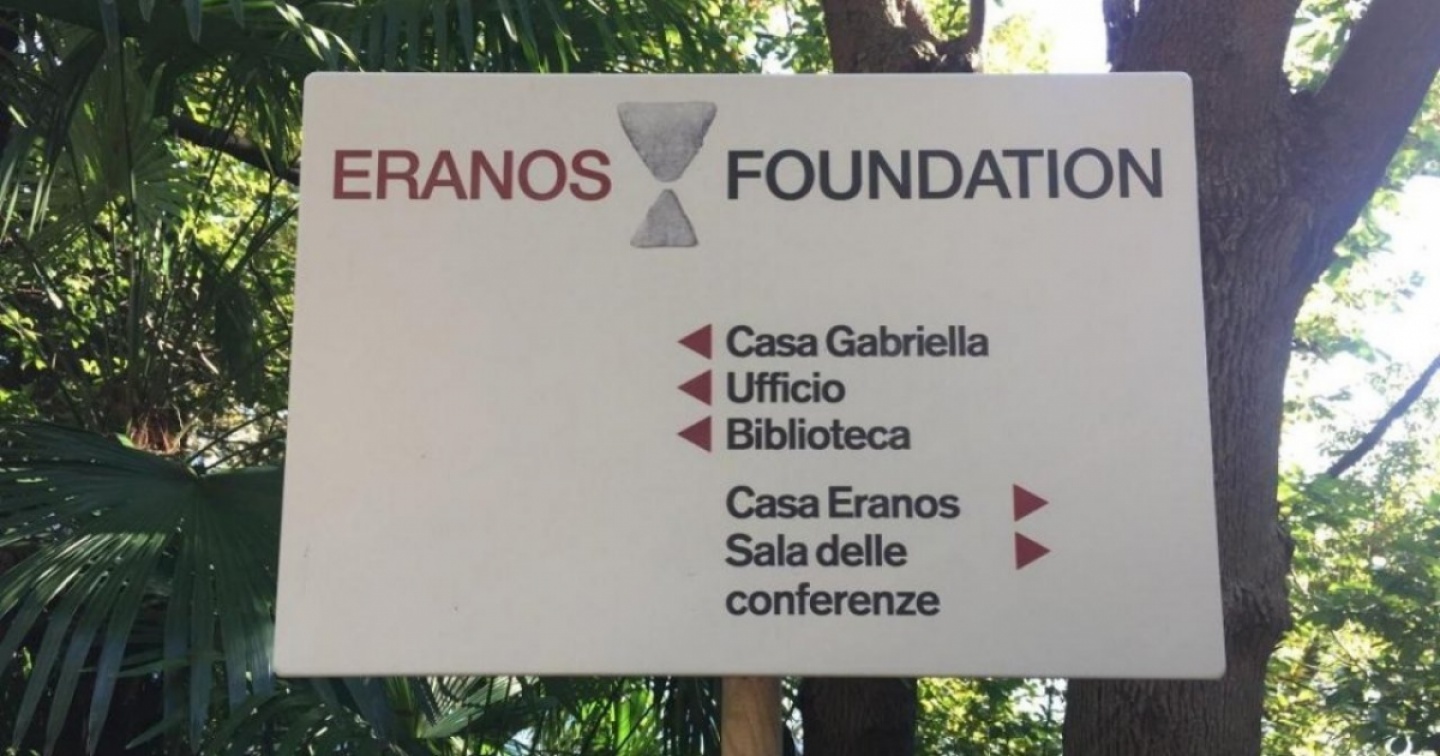 ERANOS FOUNDATION
Casa Gabriella
Ufficio
Biblioteca
Casa Eranos
Sala delle
conferenze